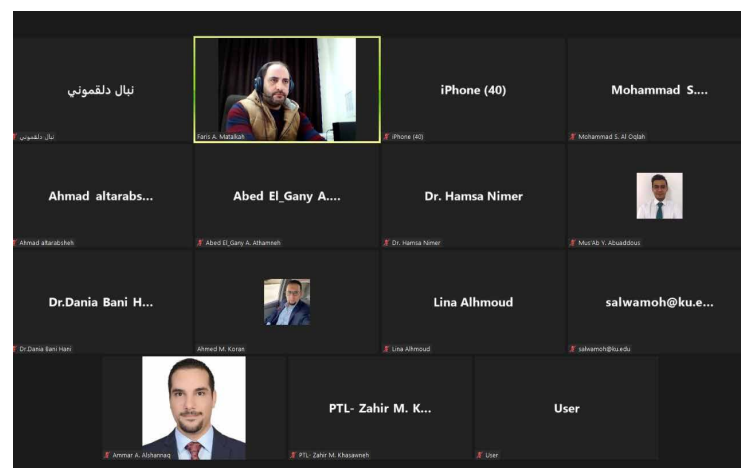 نبال دلقموني
iPhone (40)
Mohammad S....
نبال دلقموني
Faris A. Matalkah
iPhone (40)
Mohammad S. Al Oqlah
Ahmad altarabs...
Abed El_Gany A....
Dr. Hamsa Nimer
Ahmad altarabsheh
Abed El_Gany A. Athamneh
Dr. Hamsa Nimer
Mus'Ab Y. Abuaddous
Dr.Dania Bani H...
Lina Alhmoud
salwamoh@ku.e...
Dr.Dania Bani Hani
Ahmed M. Koran
Lina Alhmoud
salwamoh@ku.edu
PTL- Zahir M. K...
User
Ammar A. Alshannaq
PTL- Zahir M. Khasawneh
User